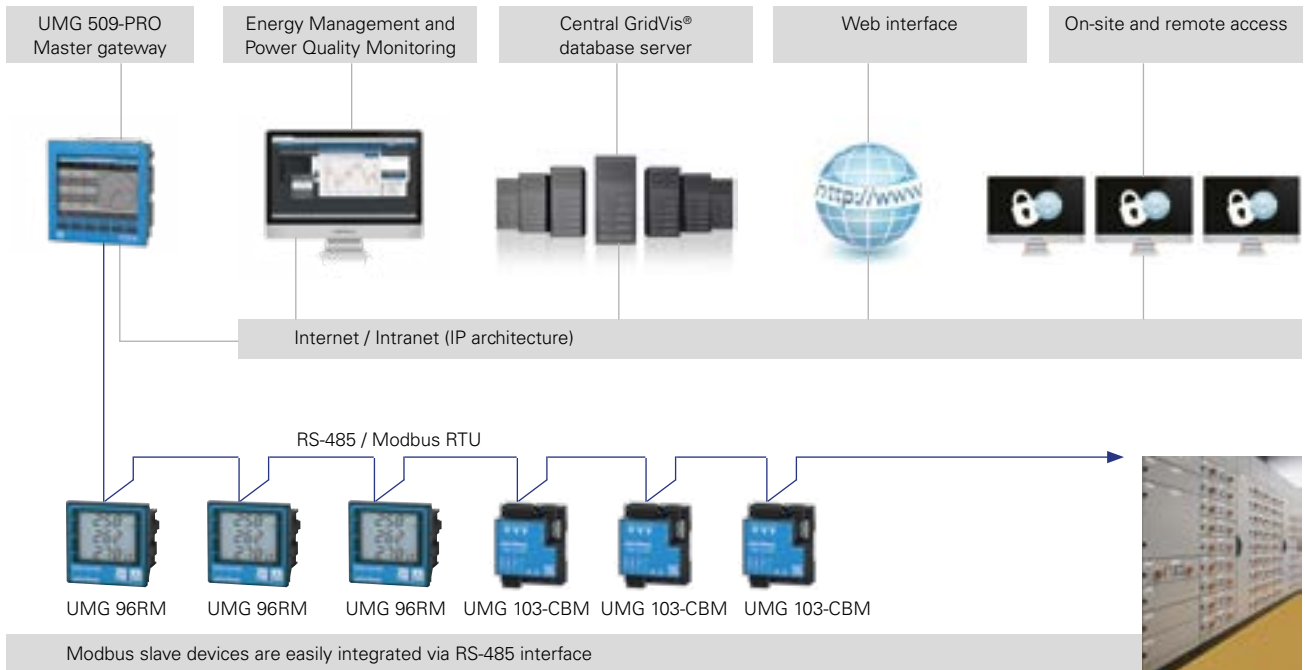 UMG 509-PRO
Master gateway
Energy Management and
Power Quality Monitoring
Central GridVis®
database server
Web interface
On-site and remote access
http://www
Internet / Intranet (IP architecture)
RS-485 / Modbus RTU
UMG 96RM
UMG 96RM
UMG 96RM
UMG 103-CBM
UMG 103-CBM
UMG 103-CBM
Modbus slave devices are easily integrated via RS-485 interface